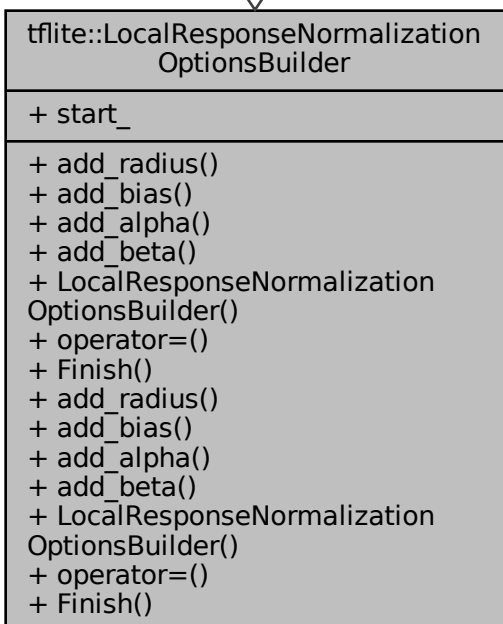 tflite::LocalResponseNormalization
OptionsBuilder
+ start_
+ add_radius()
+ add_bias()
+ add_alpha()
+ add_beta()
+ LocalResponseNormalization
OptionsBuilder()
+ operator=()
+ Finish()
+ add_radius()
+ add_bias()
+ add_alpha()
+ add_beta()
+ LocalResponseNormalization
OptionsBuilder()
+ operator=()
+ Finish()